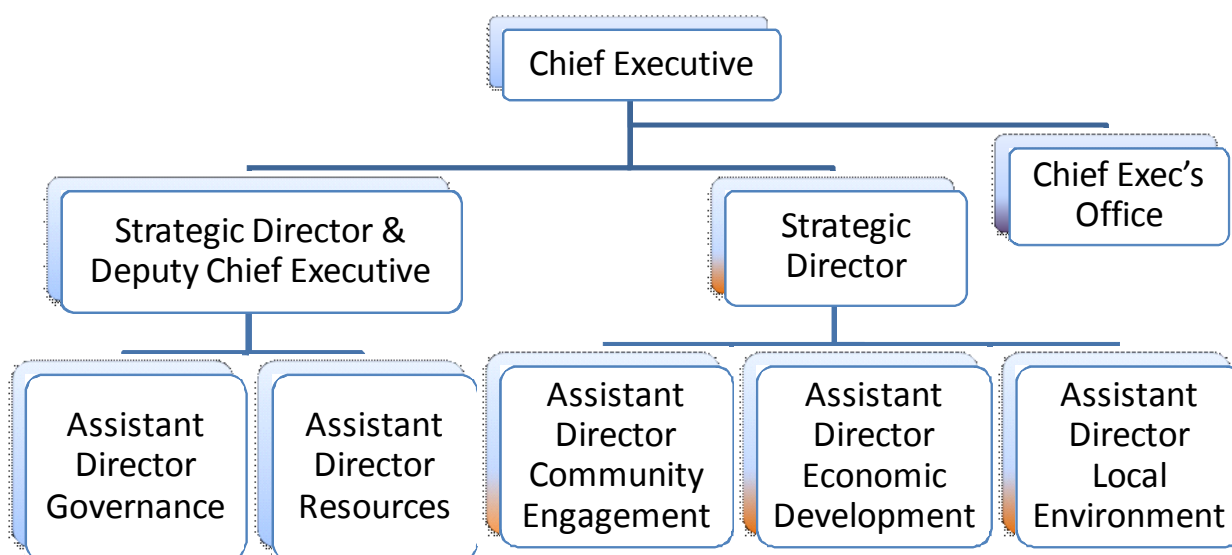 Chief Executive
Chief Exec’s
Office
Strategic Director &
Deputy Chief Executive
Strategic
Director
Assistant
Director
Governance
Assistant
Director
Resources
Assistant
Director
Community
Engagement
Assistant
Director
Economic
Development
Assistant
Director
Local
Environment